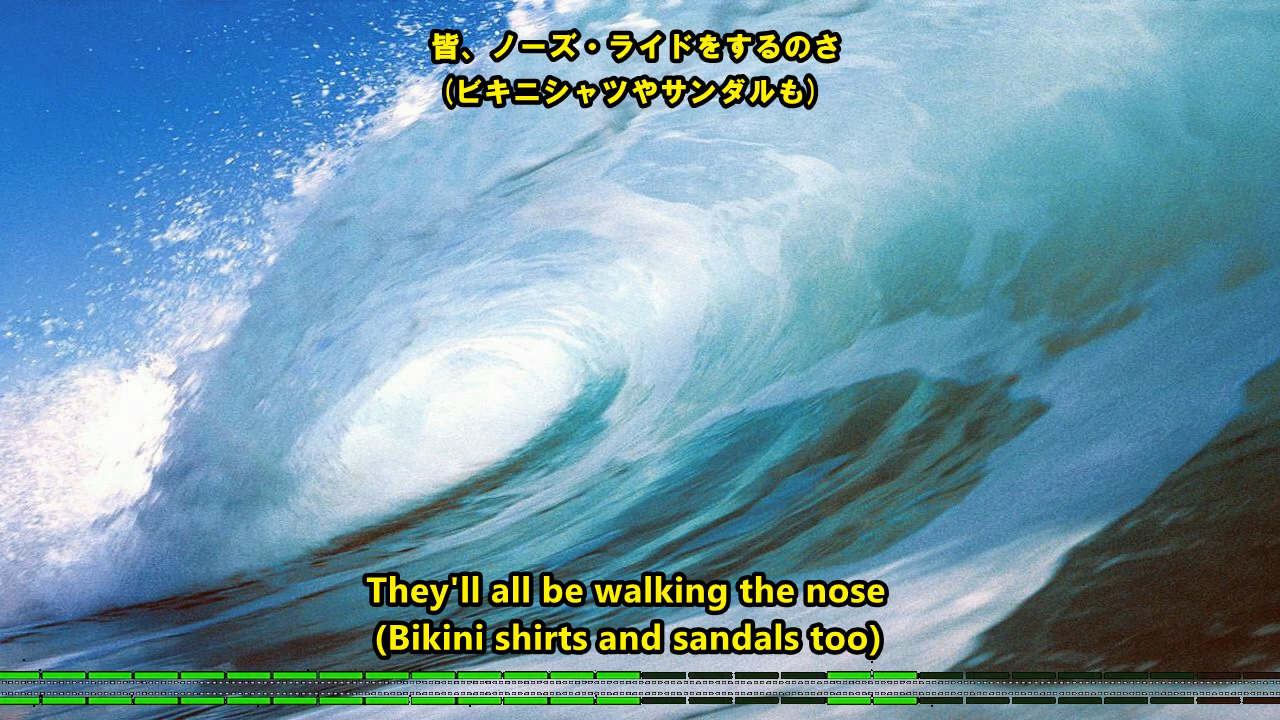 皆、ノーズ・ライドをするのさ
（ビキニシャツやサンダルも）
They'll all be walking the nose
(Bikini shirts and sandals too)